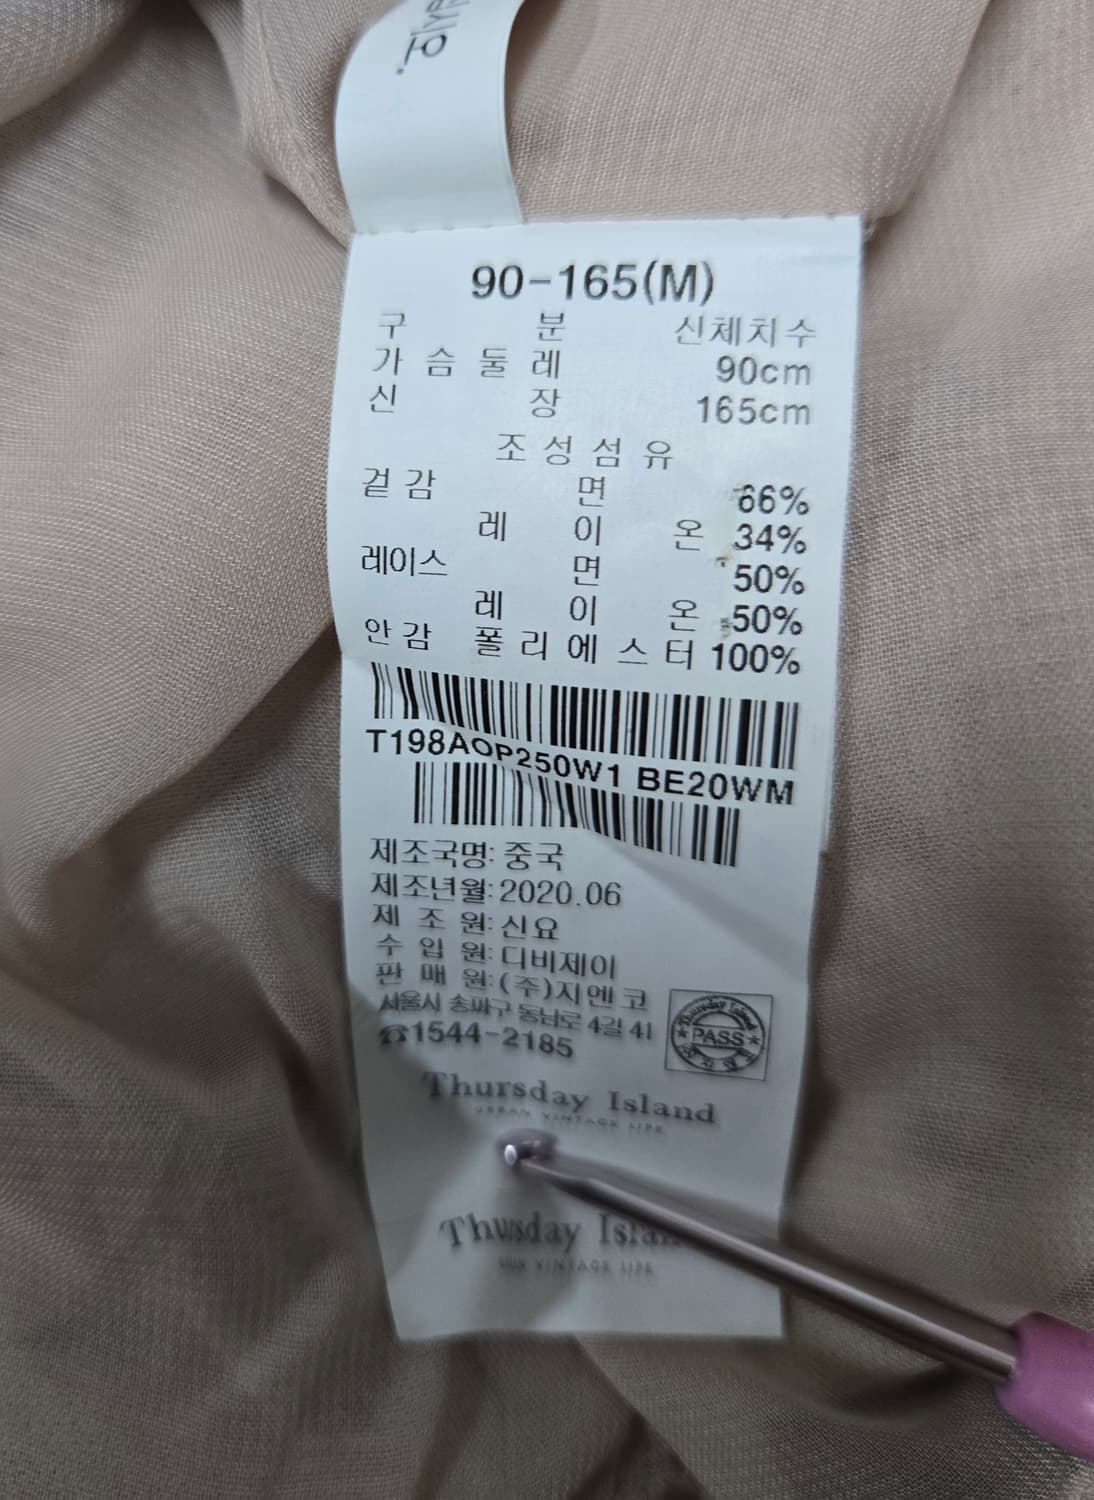 90-165(M)
구 분 신체치수
가슴둘레 90cm
신 장 165cm
조성섬유
겉감 면 66%
레 이 온 34%
레이스 면 50%
레 이 온 50%
안감 폴리에스터 100%
T198AOP250W1 BE20WM
제조국명: 중국
제조년월: 2020.06
제 조 원: 신요
수 입 원: 디비제이
판 매 원: (주)지엔코
서울시 송파구 동남로 4길 41
☎1544-2185
PASS
Thursday Island
VINTAGE LIFE
Thursday
VINTAGE LIFE